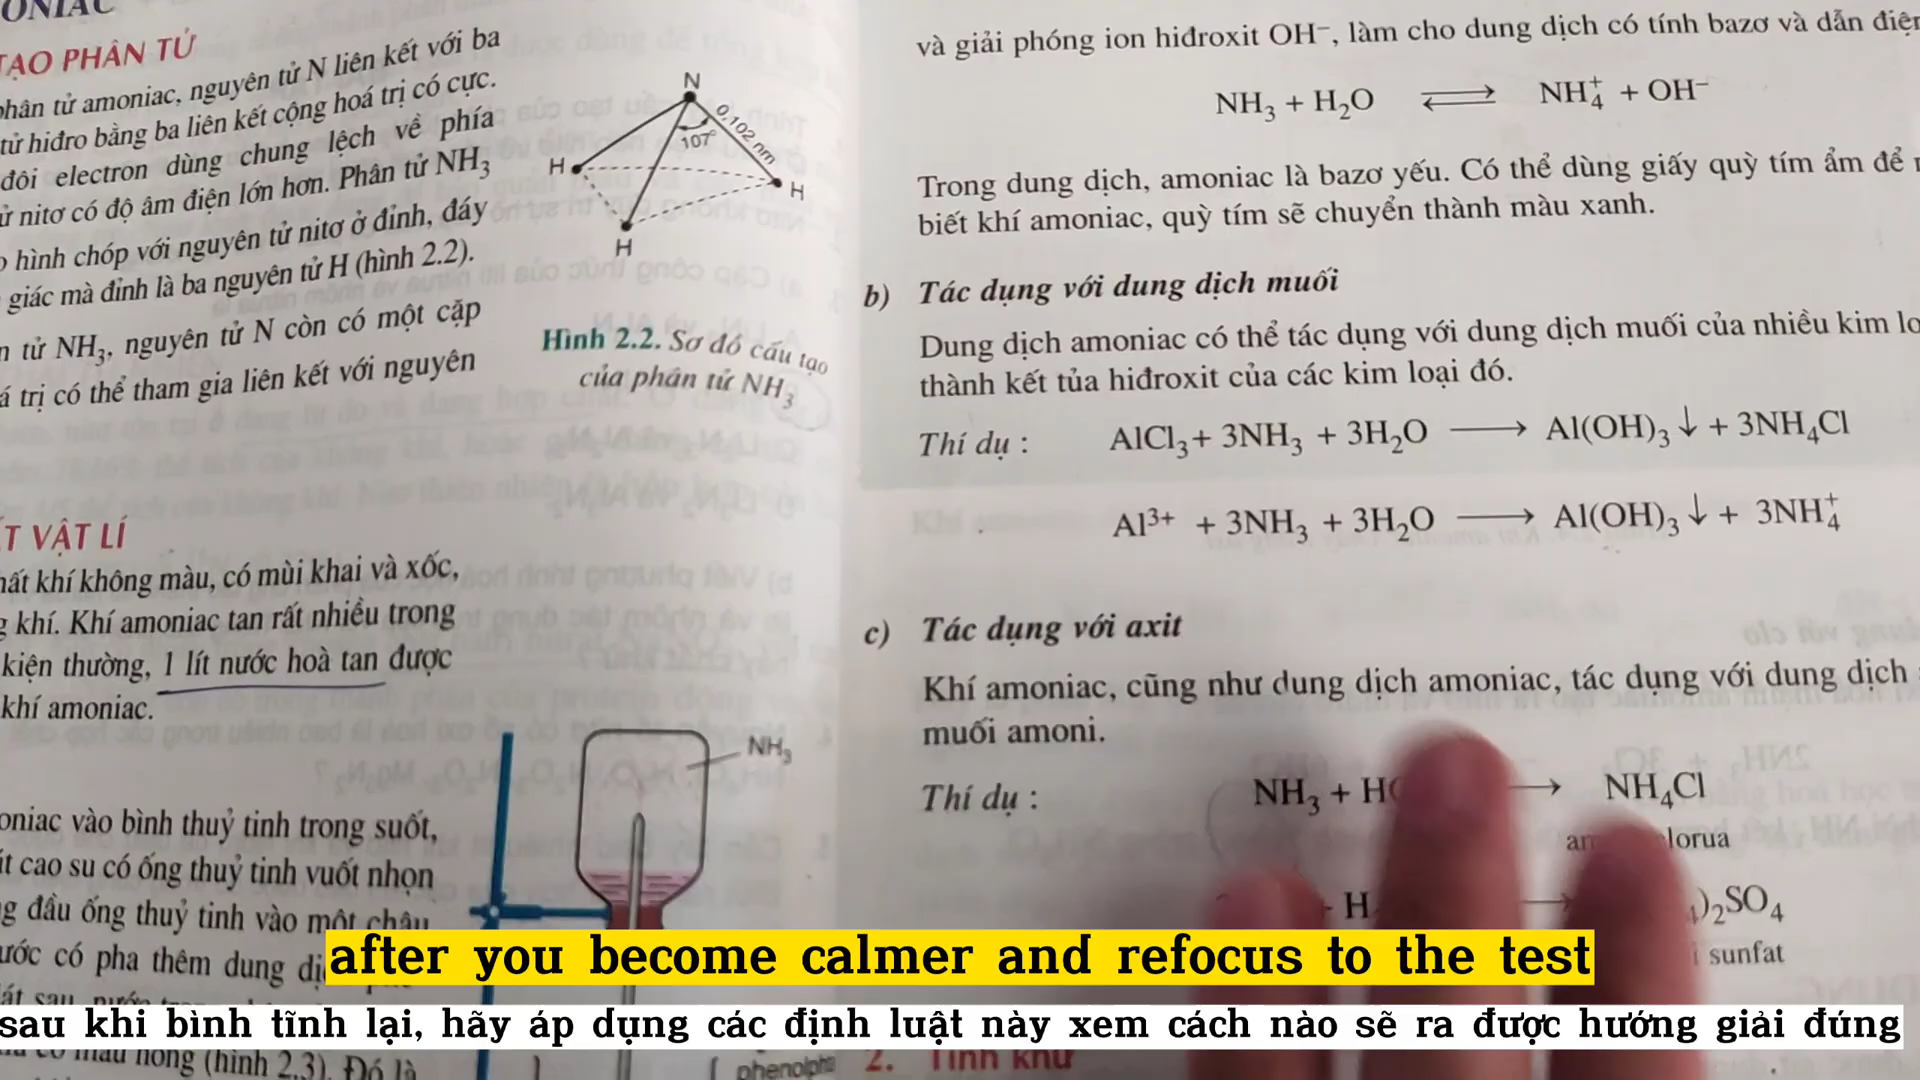 TẠO PHÂN TỬ
phân tử amoniac, nguyên tử N liên kết với ba
tử hiđro bằng ba liên kết cộng hoá trị có cực.
đôi electron dùng chung lệch về phía
nitơ có độ âm điện lớn hơn. Phân tử NH₃
hình chóp với nguyên tử nitơ ở đỉnh, đáy
giác mà đỉnh là ba nguyên tử H (hình 2.2).
tử NH₃, nguyên tử N còn có một cặp
trị có thể tham gia liên kết với nguyên
N
0,102 nm
107°
H
H
H
Hình 2.2. Sơ đồ cấu tạo
của phân tử NH₃
VẬT LÍ
khí không màu, có mùi khai và xốc,
khí. Khí amoniac tan rất nhiều trong
kiện thường, 1 lít nước hoà tan được
khí amoniac.
vào bình thuỷ tinh trong suốt,
cao su có ống thuỷ tinh vuốt nhọn
đầu ống thuỷ tinh vào một chậu
có pha thêm dung
(hình 2.3). Đó là
NH₃
và giải phóng ion hiđroxit OH⁻, làm cho dung dịch có tính bazơ và dẫn điện
NH₃ + H₂O ⇌ NH₄⁺ + OH⁻
Trong dung dịch, amoniac là bazơ yếu. Có thể dùng giấy quỳ tím ẩm để
biết khí amoniac, quỳ tím sẽ chuyển thành màu xanh.
b) Tác dụng với dung dịch muối
Dung dịch amoniac có thể tác dụng với dung dịch muối của nhiều kim
thành kết tủa hiđroxit của các kim loại đó.
Thí dụ : AlCl₃ + 3NH₃ + 3H₂O ⟶ Al(OH)₃↓ + 3NH₄Cl
Al³⁺ + 3NH₃ + 3H₂O ⟶ Al(OH)₃↓ + 3NH₄⁺
c) Tác dụng với axit
Khí amoniac, cũng như dung dịch amoniac, tác dụng với dung dịch
muối amoni.
Thí dụ : NH₃ + ⟶ NH₄Cl
lorua
+ H ⟶ )₂SO₄
sunfat
after you become calmer and refocus to the test
sau khi bình tĩnh lại, hãy áp dụng các định luật này xem cách nào sẽ ra được hướng giải đúng
2. Tính khử